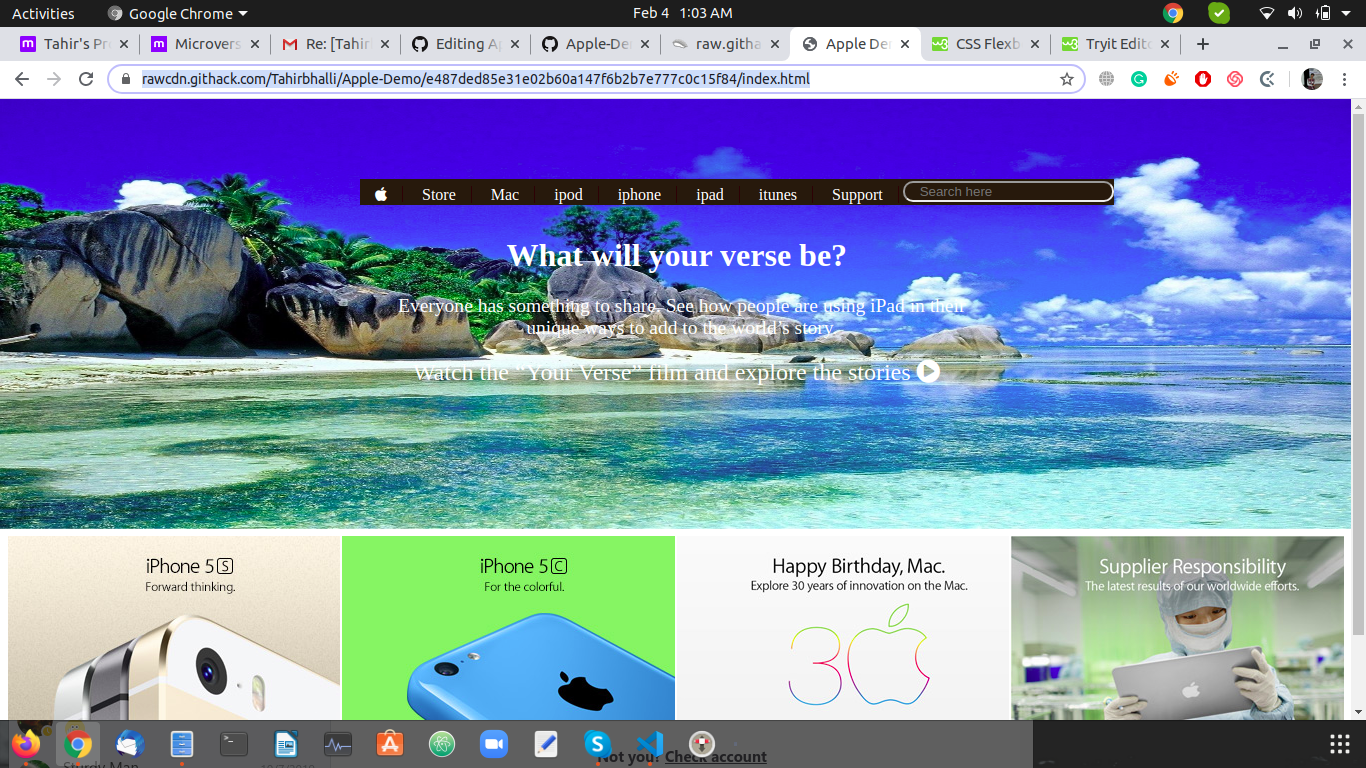 Activities
Google Chrome
Feb 4 1:03 AM
Tahir's Pr
Microvers
Re: [Tahiri
Editing Ap
Apple-De
raw.githa
Apple De
CSS Flexb
Tryit Edito
rawcdn.githack.com/Tahirbhalli/Apple-Demo/e487ded85e31e02b60a147f6b2b7e777c0c15f84/index.html
Store
Mac
ipod
iphone
ipad
itunes
Support
Search here
What will your verse be?
Everyone has something to share. See how people are using iPad in their
unique ways to add to the world's story.
Watch the “Your Verse” film and explore the stories
iPhone 5S
Forward thinking.
iPhone 5C
For the colorful.
Happy Birthday, Mac.
Explore 30 years of innovation on the Mac.
30
Supplier Responsibility
The latest results of our worldwide efforts.
Not you? Check account
Sturdy Man